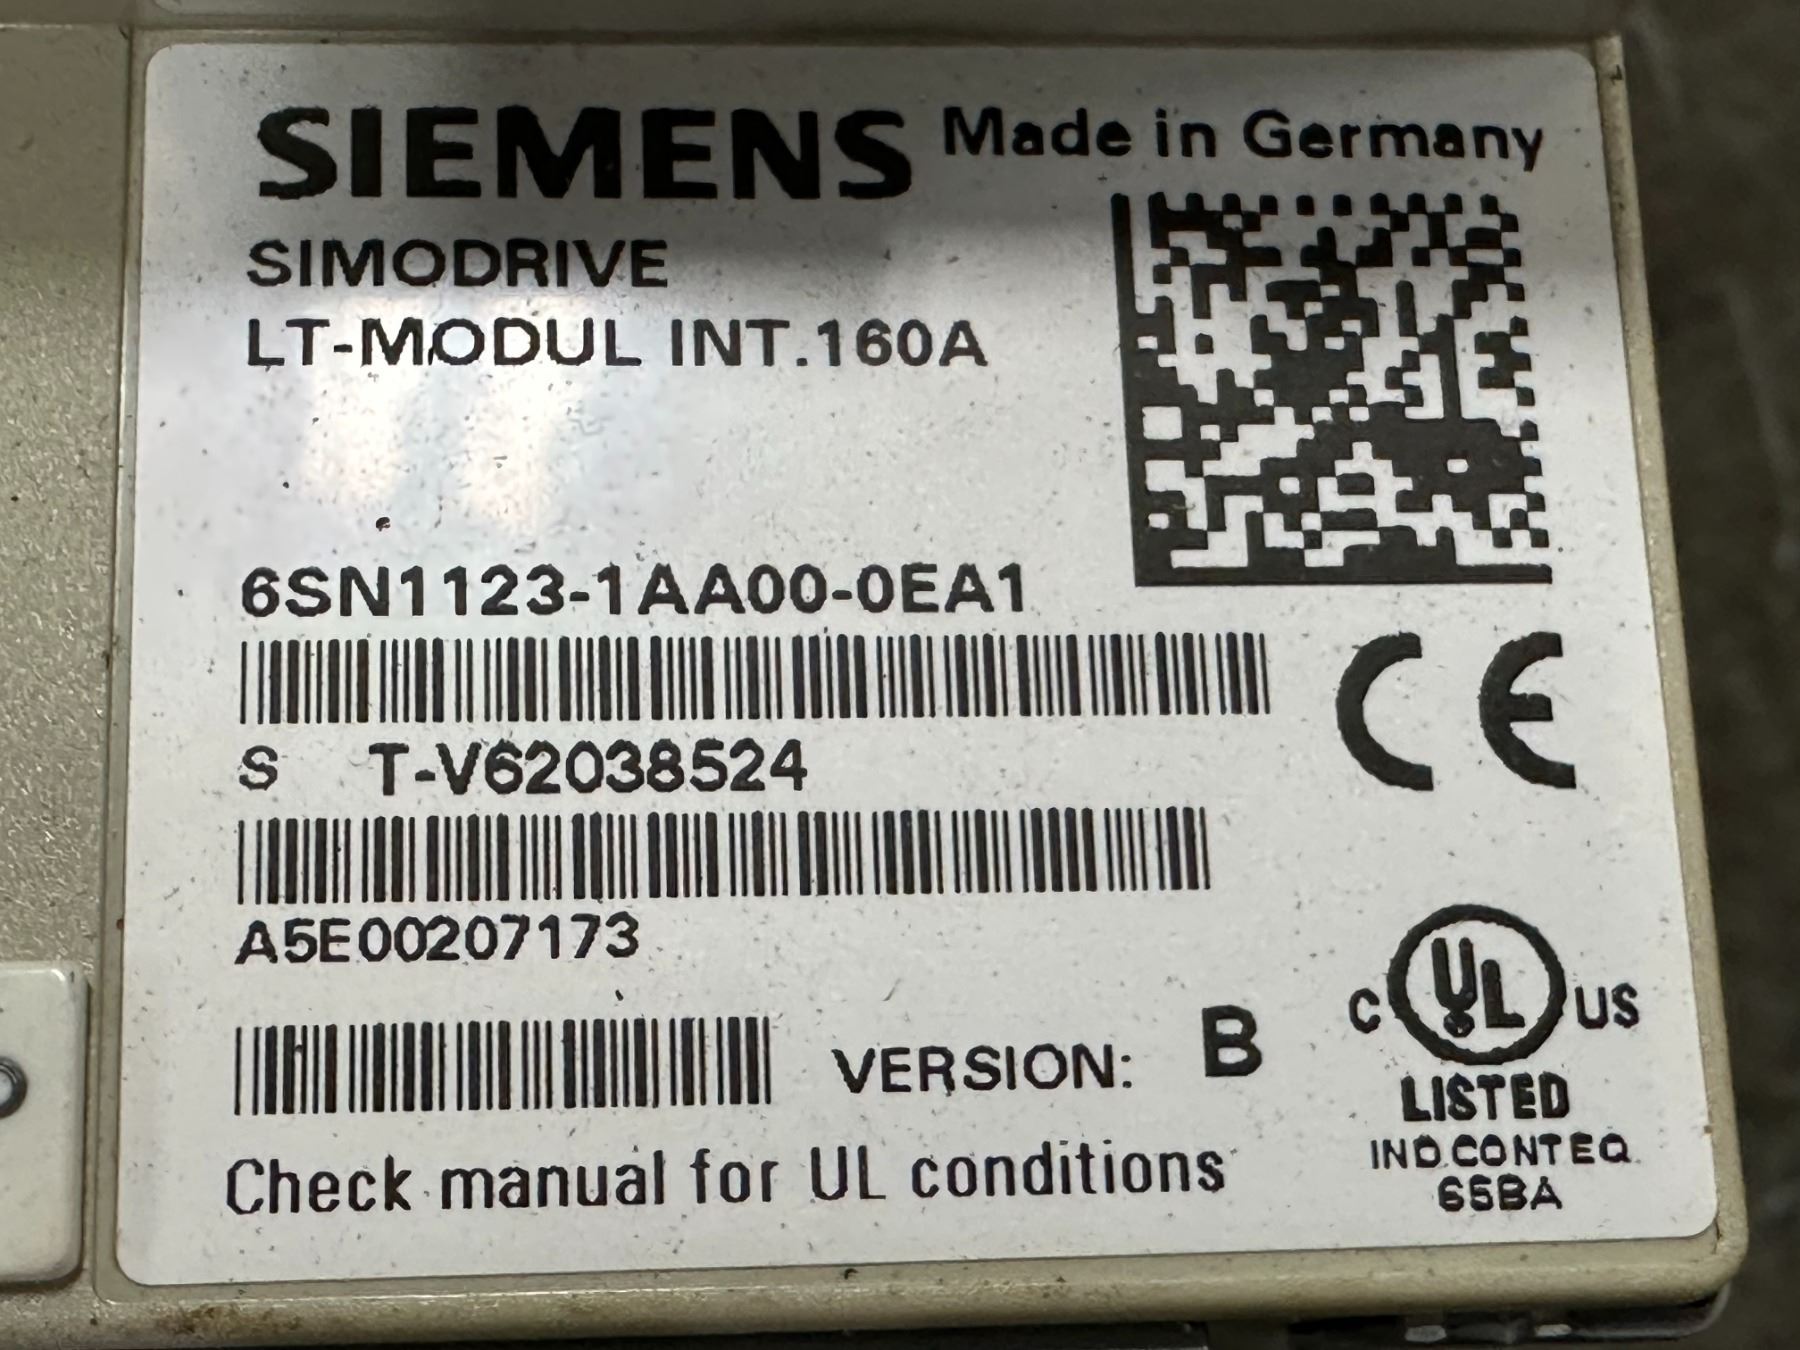 SIEMENS Made in Germany
SIMODRIVE
LT-MODUL INT.160A
6SN1123-1AA00-0EA1
S T-V62038524
A5E00207173
VERSION: B
Check manual for UL conditions
CE
C UL US
LISTED
IND.CONT.EQ.
65BA